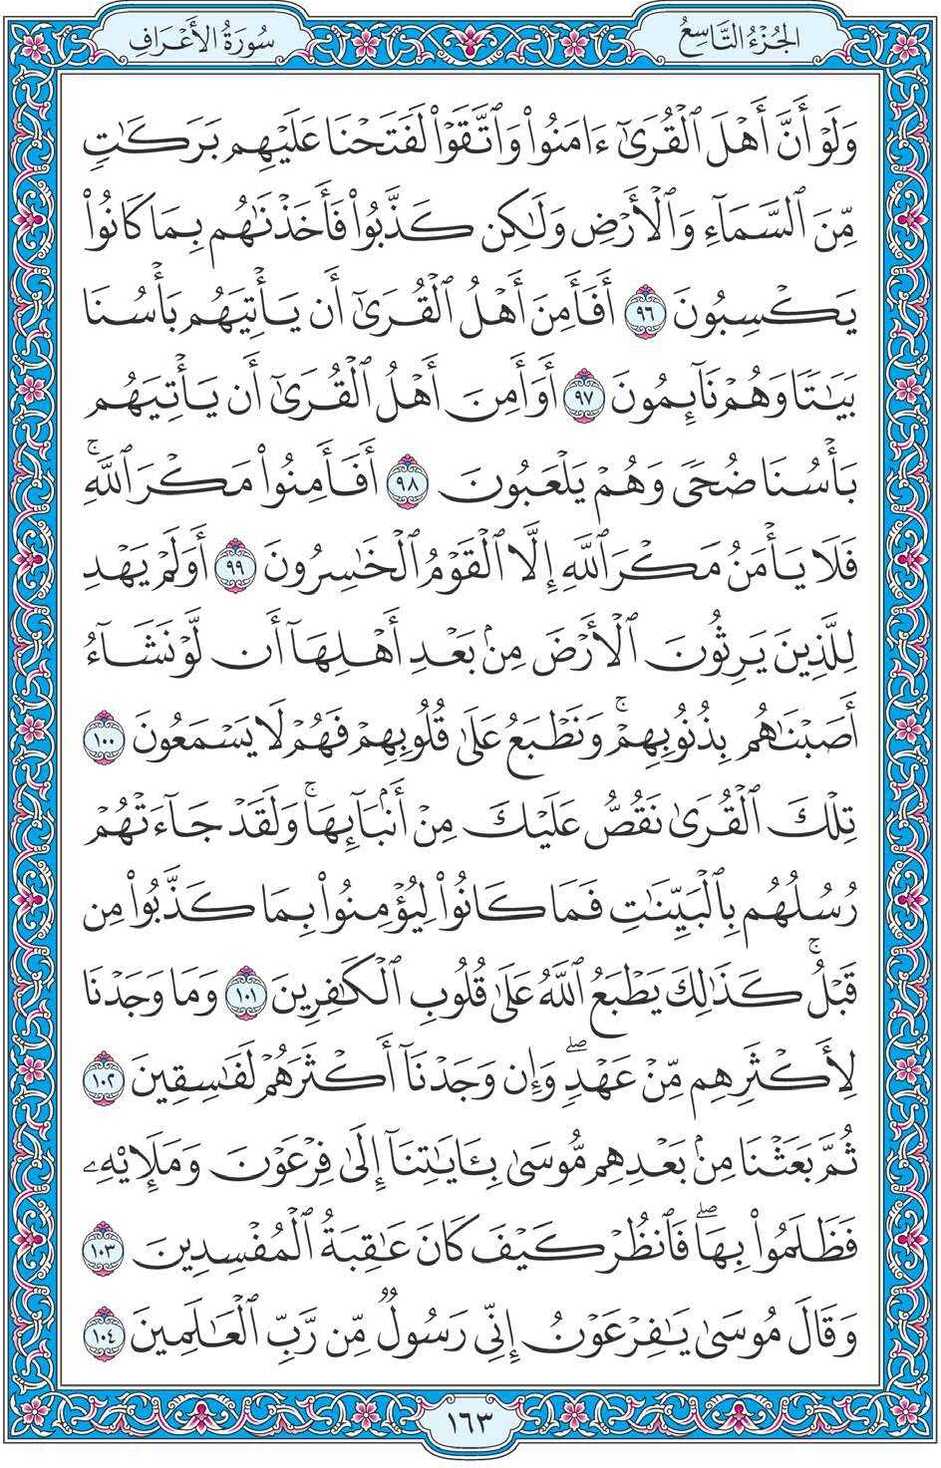 الجُزْءُ التَّاسِعُ
سُورَةُ الأَعْرَافِ
وَلَوْ أَنَّ أَهْلَ ٱلْقُرَىٰٓ ءَامَنُوا۟ وَٱتَّقَوْا۟ لَفَتَحْنَا عَلَيْهِم بَرَكَٰتٍ
مِّنَ ٱلسَّمَآءِ وَٱلْأَرْضِ وَلَٰكِن كَذَّبُوا۟ فَأَخَذْنَٰهُم بِمَا كَانُوا۟
يَكْسِبُونَ ٩٦ أَفَأَمِنَ أَهْلُ ٱلْقُرَىٰٓ أَن يَأْتِيَهُم بَأْسُنَا
بَيَٰتًا وَهُمْ نَآئِمُونَ ٩٧ أَوَأَمِنَ أَهْلُ ٱلْقُرَىٰٓ أَن يَأْتِيَهُم
بَأْسُنَا ضُحًى وَهُمْ يَلْعَبُونَ ٩٨ أَفَأَمِنُوا۟ مَكْرَ ٱللَّهِ ۚ
فَلَا يَأْمَنُ مَكْرَ ٱللَّهِ إِلَّا ٱلْقَوْمُ ٱلْخَٰسِرُونَ ٩٩ أَوَلَمْ يَهْدِ
لِلَّذِينَ يَرِثُونَ ٱلْأَرْضَ مِنۢ بَعْدِ أَهْلِهَآ أَن لَّوْ نَشَآءُ
أَصَبْنَٰهُم بِذُنُوبِهِمْ ۚ وَنَطْبَعُ عَلَىٰ قُلُوبِهِمْ فَهُمْ لَا يَسْمَعُونَ ١٠٠
تِلْكَ ٱلْقُرَىٰ نَقُصُّ عَلَيْكَ مِنْ أَنۢبَآئِهَا ۚ وَلَقَدْ جَآءَتْهُمْ
رُسُلُهُم بِٱلْبَيِّنَٰتِ فَمَا كَانُوا۟ لِيُؤْمِنُوا۟ بِمَا كَذَّبُوا۟ مِن
قَبْلُ ۚ كَذَٰلِكَ يَطْبَعُ ٱللَّهُ عَلَىٰ قُلُوبِ ٱلْكَٰفِرِينَ ١٠١ وَمَا وَجَدْنَا
لِأَكْثَرِهِم مِّنْ عَهْدٍ ۖ وَإِن وَجَدْنَآ أَكْثَرَهُمْ لَفَٰسِقِينَ ١٠٢
ثُمَّ بَعَثْنَا مِنۢ بَعْدِهِم مُّوسَىٰ بِـَٔايَٰتِنَآ إِلَىٰ فِرْعَوْنَ وَمَلَإِي۟هِۦ
فَظَلَمُوا۟ بِهَا ۖ فَٱنظُرْ كَيْفَ كَانَ عَٰقِبَةُ ٱلْمُفْسِدِينَ ١٠٣
وَقَالَ مُوسَىٰ يَٰفِرْعَوْنُ إِنِّى رَسُولٌ مِّن رَّبِّ ٱلْعَٰلَمِينَ ١٠٤
١٦٣